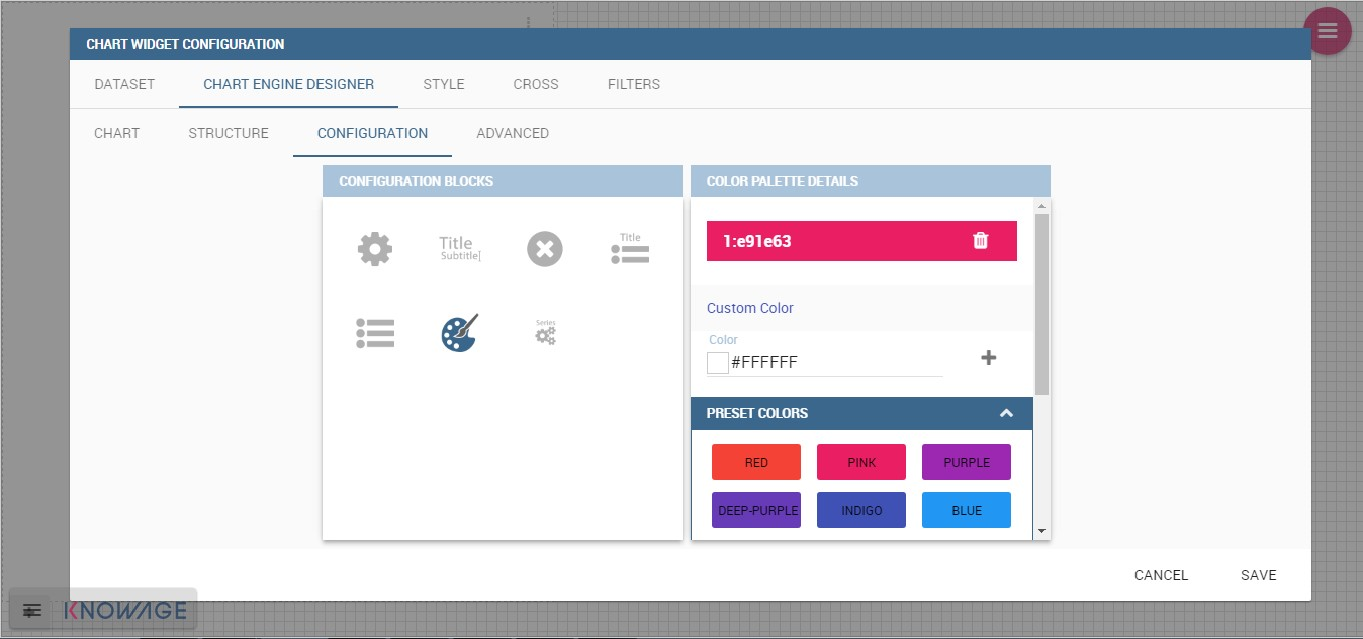 CHART WIDGET CONFIGURATION
DATASET CHART ENGINE DESIGNER STYLE CROSS FILTERS
CHART STRUCTURE CONFIGURATION ADVANCED
CONFIGURATION BLOCKS
Title
Subtitle
Title
Series
COLOR PALETTE DETAILS
1:e91e63
Custom Color
Color
#FFFFFF
PRESET COLORS
RED PINK PURPLE
DEEP-PURPLE INDIGO BLUE
CANCEL SAVE
KNOWAGE